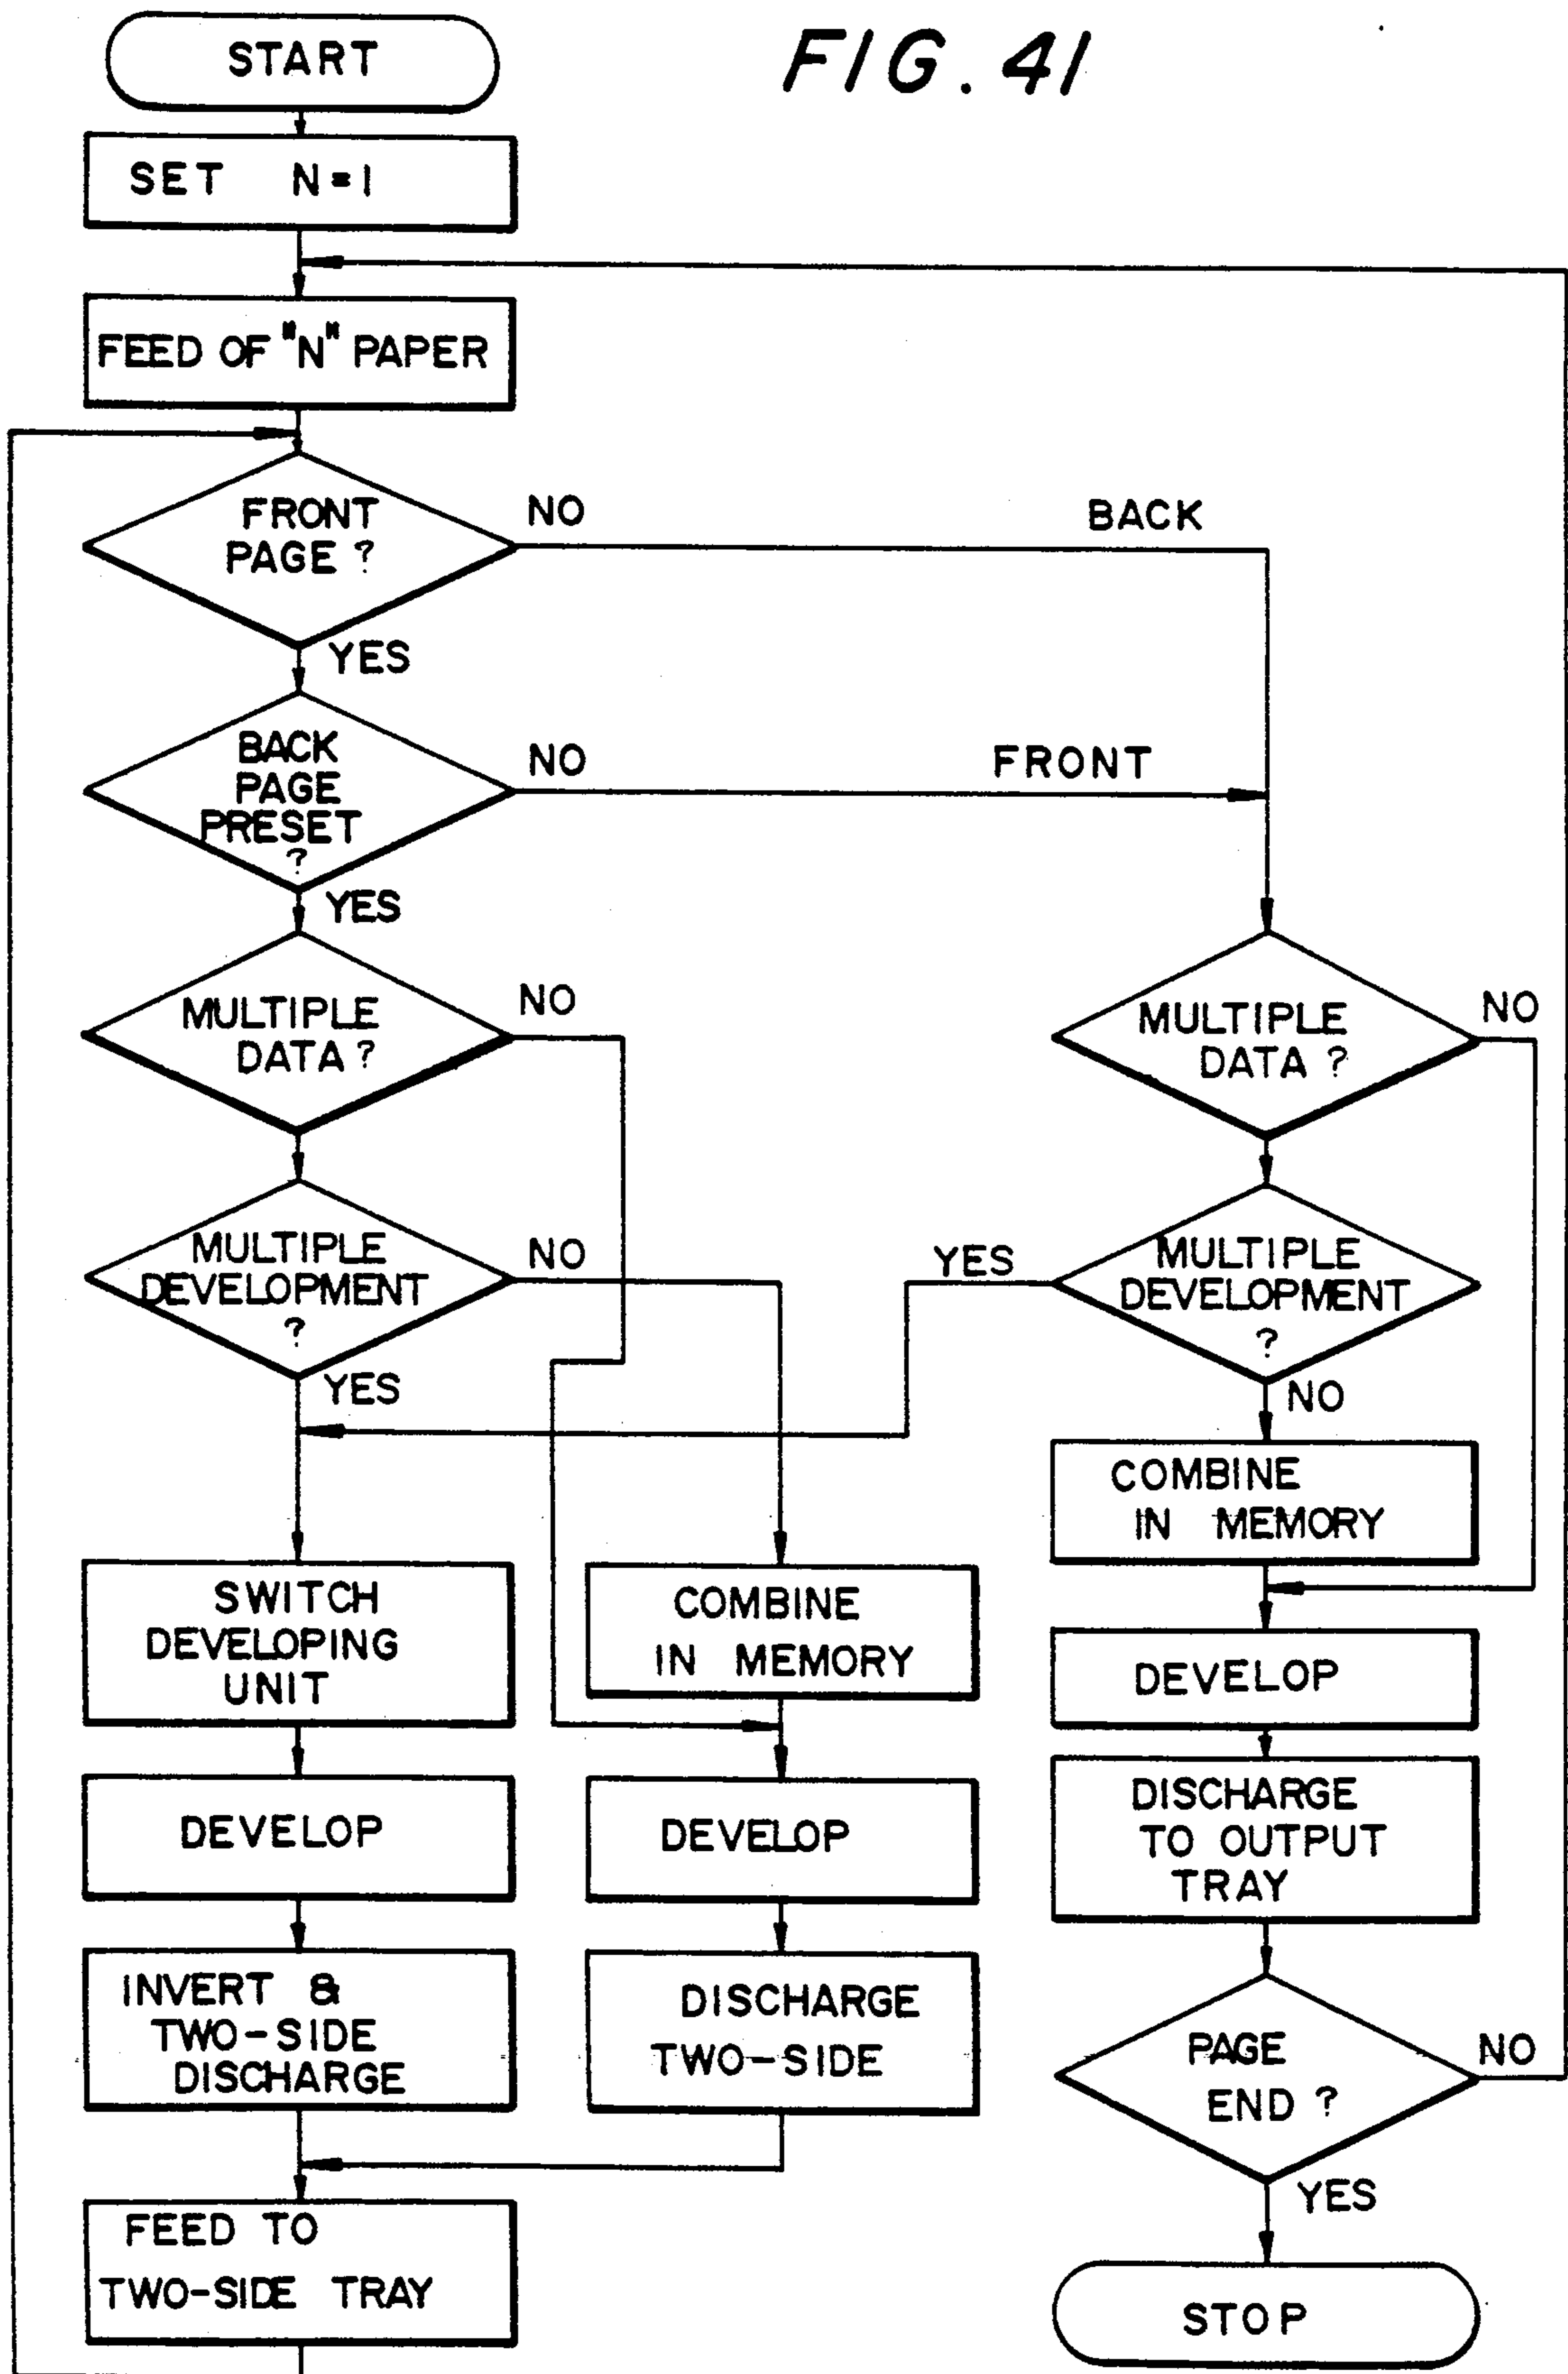 FIG. 41
START
SET N=1
FEED OF "N" PAPER
FRONT
PAGE ?
NO
BACK
YES
BACK
PAGE
PRESET
?
NO
FRONT
YES
MULTIPLE
DATA ?
NO
MULTIPLE
DATA ?
NO
MULTIPLE
DEVELOPMENT
?
NO
YES
YES
MULTIPLE
DEVELOPMENT
?
NO
COMBINE
IN MEMORY
SWITCH
DEVELOPING
UNIT
COMBINE
IN MEMORY
DEVELOP
DEVELOP
DEVELOP
DISCHARGE
TO OUTPUT
TRAY
INVERT &
TWO-SIDE
DISCHARGE
DISCHARGE
TWO-SIDE
PAGE
END ?
NO
YES
FEED TO
TWO-SIDE TRAY
STOP